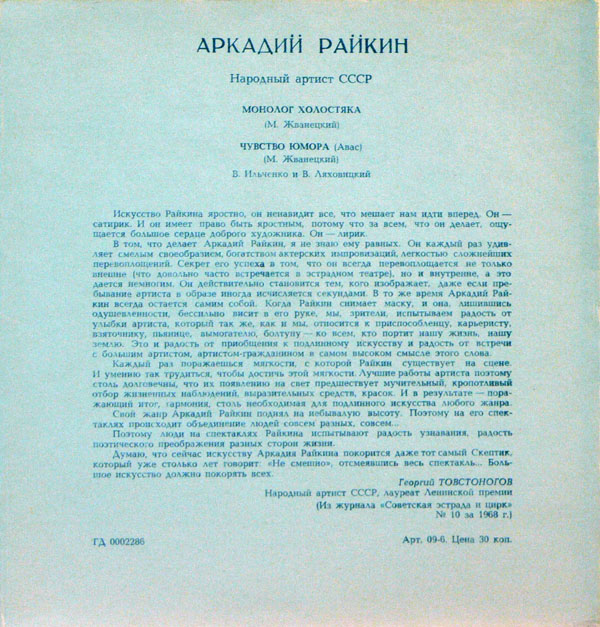 АРКАДИЙ РАЙКИН
Народный артист СССР
МОНОЛОГ ХОЛОСТЯКА
(М. Жванецкий)
ЧУВСТВО ЮМОРА (Авас)
(М. Жванецкий)
В. Ильченко и В. Ляховицкий
Искусство Райкина яростно, он ненавидит все, что мешает нам идти вперед. Он —
сатирик. И он имеет право быть яростным, потому что за всем, что он делает, ощу-
щается большое сердце доброго художника. Он — лирик.
В том, что делает Аркадий Райкин, я не знаю ему равных. Он каждый раз удив-
ляет смелым своеобразием, богатством актерских импровизаций, легкостью сложнейших
перевоплощений. Секрет его успеха в том, что он всегда перевоплощается не только
внешне (что довольно часто встречается в эстрадном театре), но и внутренне, а это
дается немногим. Он действительно становится тем, кого изображает, даже если пре-
бывание артиста в образе иногда исчисляется секундами. В то же время Аркадий Рай-
кин всегда остается самим собой. Когда Райкин снимает маску, и она, лишившись
одушевленности, бессильно висит в его руке, мы, зрители, испытываем радость от
улыбки артиста, который так же, как и мы, относится к приспособленцу, карьеристу,
взяточнику, пьянице, вымогателю, болтуну — ко всем, кто портит нашу жизнь, нашу
землю. Это и радость от приобщения к подлинному искусству и радость от встречи
с большим артистом, артистом-гражданином в самом высоком смысле этого слова.
Каждый раз поражаешься мягкости, с которой Райкин существует на сцене.
И умению так трудиться, чтобы достичь этой мягкости. Лучшие работы артиста поэтому
столь долговечны, что их появлению на свет предшествует мучительный, кропотливый
отбор жизненных наблюдений, выразительных средств, красок. И в результате — пора-
жающий итог, гармония, столь необходимая для подлинного искусства любого жанра.
Свой жанр Аркадий Райкин поднял на небывалую высоту. Поэтому на его спек-
таклях происходит объединение людей совсем разных, совсем...
Поэтому люди на спектаклях Райкина испытывают радость узнавания, радость
поэтического преображения разных сторон жизни.
Думаю, что сейчас искусству Аркадия Райкина покорится даже тот самый Скептик,
который уже столько лет говорит: «Не смешно», отсмеявшись весь спектакль... Боль-
шое искусство должно покорять всех.
Георгий ТОВСТОНОГОВ
Народный артист СССР, лауреат Ленинской премии
(Из журнала «Советская эстрада и цирк»
№ 10 за 1968 г.)
ГД 0002286
Арт. 09-6. Цена 30 коп.